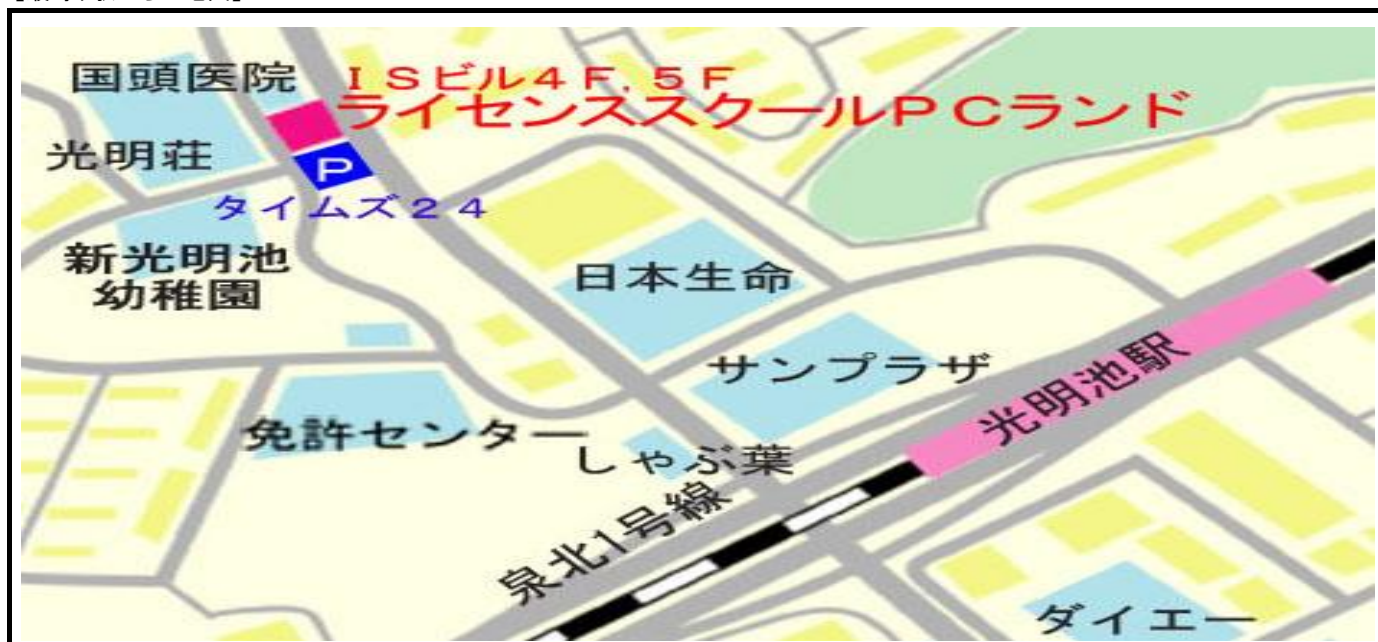 国頭医院
ISビル4F,5F
ライセンススクールPCランド
光明荘
P
タイムズ24
新光明池
幼稚園
日本生命
サンプラザ
光明池駅
免許センター
しゃぶ葉
泉北1号線
ダイエー